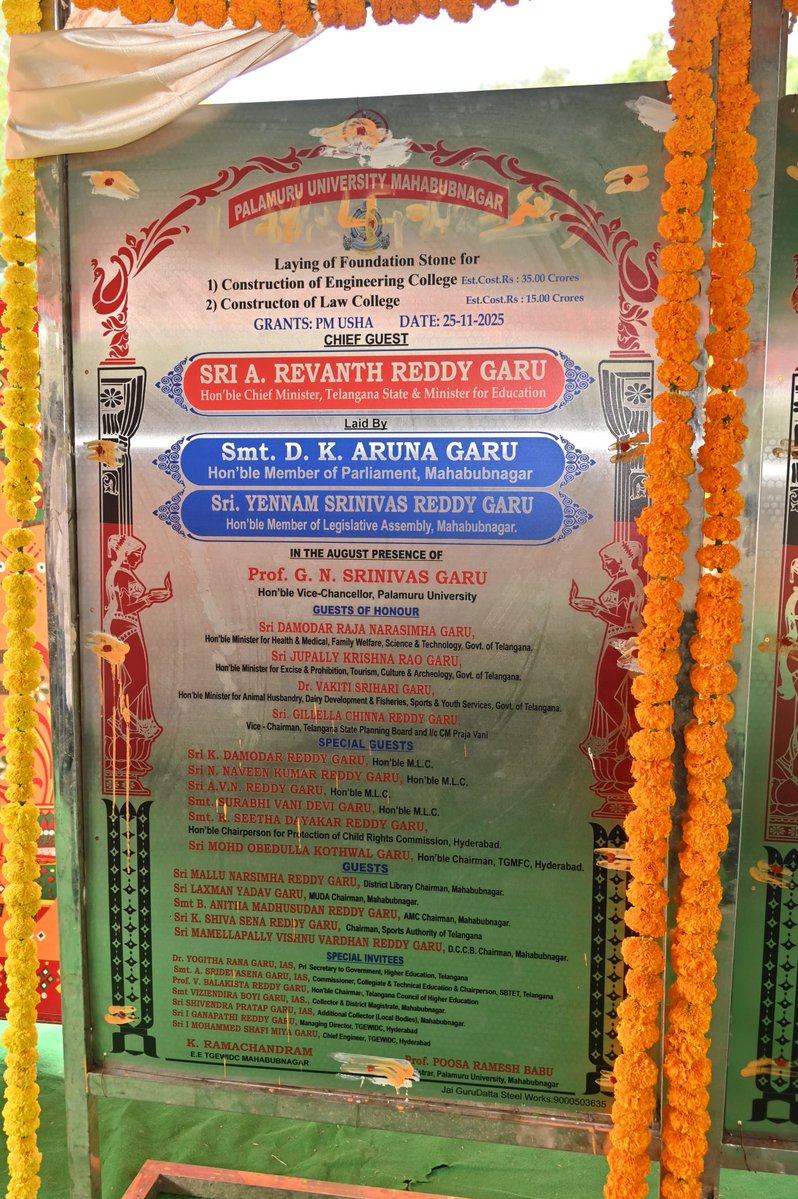 PALAMURU UNIVERSITY MAHABUBNAGAR
Laying of Foundation Stone for
1) Construction of Engineering College Est.Cost.Rs : 35.00 Crores
2) Constructon of Law College Est.Cost.Rs : 15.00 Crores
GRANTS: PM USHA DATE: 25-11-2025
CHIEF GUEST
SRI A. REVANTH REDDY GARU
Hon'ble Chief Minister, Telangana State & Minister for Education
Laid By
Smt. D. K. ARUNA GARU
Hon'ble Member of Parliament, Mahabubnagar
Sri. YENNAM SRINIVAS REDDY GARU
Hon'ble Member of Legislative Assembly, Mahabubnagar.
IN THE AUGUST PRESENCE OF
Prof. G. N. SRINIVAS GARU
Hon'ble Vice-Chancellor, Palamuru University
GUESTS OF HONOUR
Sri DAMODAR RAJA NARASIMHA GARU,
Hon'ble Minister for Health & Medical, Family Welfare, Science & Technology, Govt. of Telangana.
Sri JUPALLY KRISHNA RAO GARU,
Hon'ble Minister for Excise & Prohibition, Tourism, Culture & Archeology, Govt. of Telangana.
Dr. VAKITI SRIHARI GARU,
Hon'ble Minister for Animal Husbandry, Dairy Development & Fisheries, Sports & Youth Services, Govt. of Telangana.
Sri. GILLELLA CHINNA REDDY GARU,
Vice - Chairman, Telangana State Planning Board and I/c CM Praja Vani
SPECIAL GUESTS
Sri K. DAMODAR REDDY GARU, Hon'ble M.L.C.
Sri N. NAVEEN KUMAR REDDY GARU, Hon'ble M.L.C.
Sri A.V.N. REDDY GARU, Hon'ble M.L.C.
Smt. SURABHI VANI DEVI GARU, Hon'ble M.L.C.
Smt. K. SEETHA DAYAKAR REDDY GARU,
Hon'ble Chairperson for Protection of Child Rights Commission, Hyderabad.
Sri MOHD OBEDULLA KOTHWAL GARU, Hon'ble Chairman, TGMFC, Hyderabad.
GUESTS
Sri MALLU NARSIMHA REDDY GARU, District Library Chairman, Mahabubnagar.
Sri LAXMAN YADAV GARU, MUDA Chairman, Mahabubnagar.
Smt B. ANITHA MADHUSUDAN REDDY GARU, AMC Chairman, Mahabubnagar.
Sri K. SHIVA SENA REDDY GARU, Chairman, Sports Authority of Telangana
Sri MAMELLAPALLY VISHNU VARDHAN REDDY GARU, D.C.C.B. Chairman, Mahabubnagar.
SPECIAL INVITEES
Dr. YOGITHA RANA GARU, IAS, Prl Secretary to Government, Higher Education, Telangana
Smt. A. SRIDEVASENA GARU, IAS, Commissioner, Collegiate & Technical Education & Chairperson, SBTET, Telangana
Prof. V. BALAKISTA REDDY GARU, Hon'ble Chairman, Telangana Council of Higher Education
Smt VIZIENDIRA BOYI GARU, IAS., Collector & District Magistrate, Mahabubnagar.
Sri SHIVENDRA PRATAP GARU, IAS, Additional Collector (Local Bodies), Mahabubnagar.
Sri I GANAPATHI REDDY GARU, Managing Director, TGEWIDC, Hyderabad
Sri I MOHAMMED SHAFI MIYA GARU, Chief Engineer, TGEWIDC, Hyderabad
K. RAMACHANDRAM Prof. POOSA RAMESH BABU
E.E TGEWIDC MAHABUBNAGAR Palamuru University, Mahabubnagar
Jai GuruDatta Steel Works:9000503635